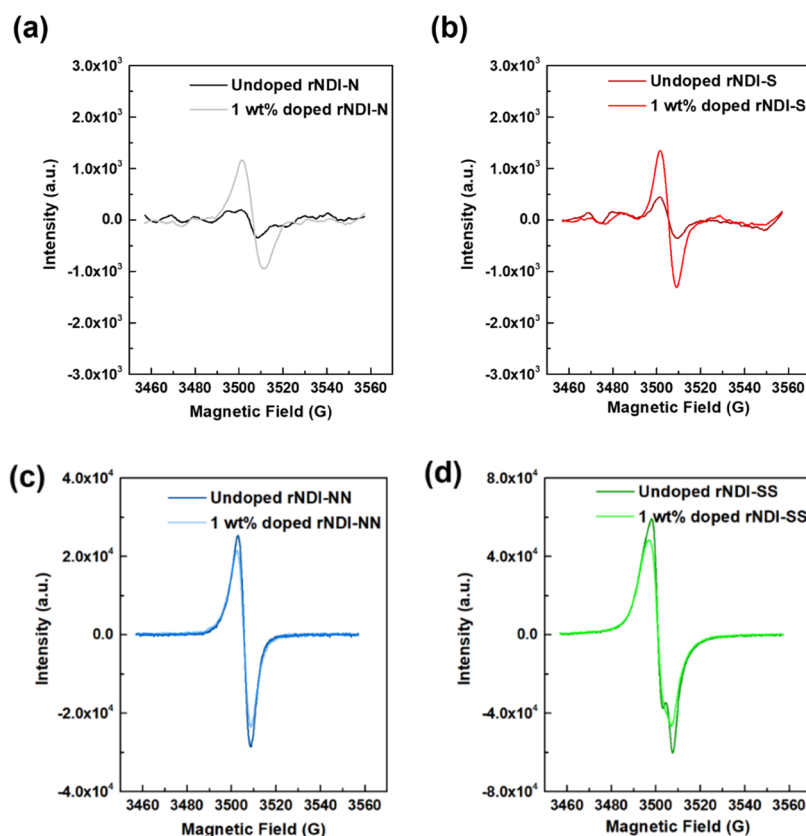 (a)
3.0x10³
2.0x10³
1.0x10³
0.0
-1.0x10³
-2.0x10³
-3.0x10³
Intensity (a.u.)
Undoped rNDI-N
1 wt% doped rNDI-N
3460 3480 3500 3520 3540 3560
Magnetic Field (G)
(b)
3.0x10³
2.0x10³
1.0x10³
0.0
-1.0x10³
-2.0x10³
-3.0x10³
Intensity (a.u.)
Undoped rNDI-S
1 wt% doped rNDI-S
3460 3480 3500 3520 3540 3560
Magnetic Field (G)
(c)
4.0x10⁴
2.0x10⁴
0.0
-2.0x10⁴
-4.0x10⁴
Intensity (a.u.)
Undoped rNDI-NN
1 wt% doped rNDI-NN
3460 3480 3500 3520 3540 3560
Magnetic Field (G)
(d)
8.0x10⁴
4.0x10⁴
0.0
-4.0x10⁴
-8.0x10⁴
Intensity (a.u.)
Undoped rNDI-SS
1 wt% doped rNDI-SS
3460 3480 3500 3520 3540 3560
Magnetic Field (G)